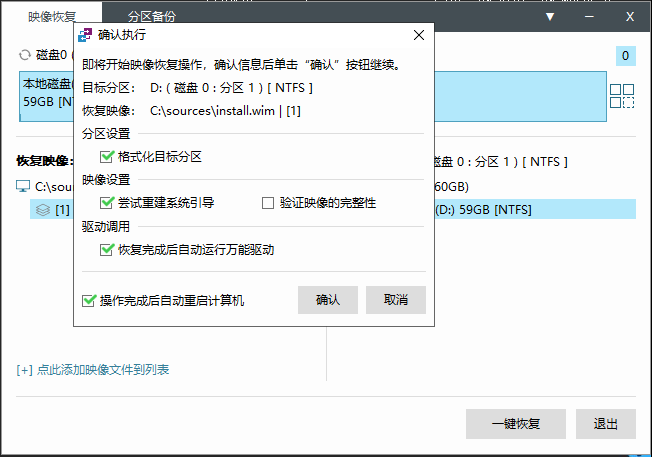 映像恢复
分区备份
X
确认执行
即将开始映像恢复操作，确认信息后单击“确认”按钮继续。
目标分区： D: ( 磁盘 0 : 分区 1 ) [ NTFS ]
恢复映像： C:\sources\install.wim | [1]
分区设置
格式化目标分区
映像设置
尝试重建系统引导
验证映像的完整性
驱动调用
恢复完成后自动运行万能驱动
操作完成后自动重启计算机
确认
取消
磁盘0
0
本地磁盘
59GB [NT
恢复映像:
磁盘 0 : 分区 1 ) [ NTFS ]
C:\sou
60GB)
[1]
(D:) 59GB [NTFS]
[+] 点此添加映像文件到列表
一键恢复
退出